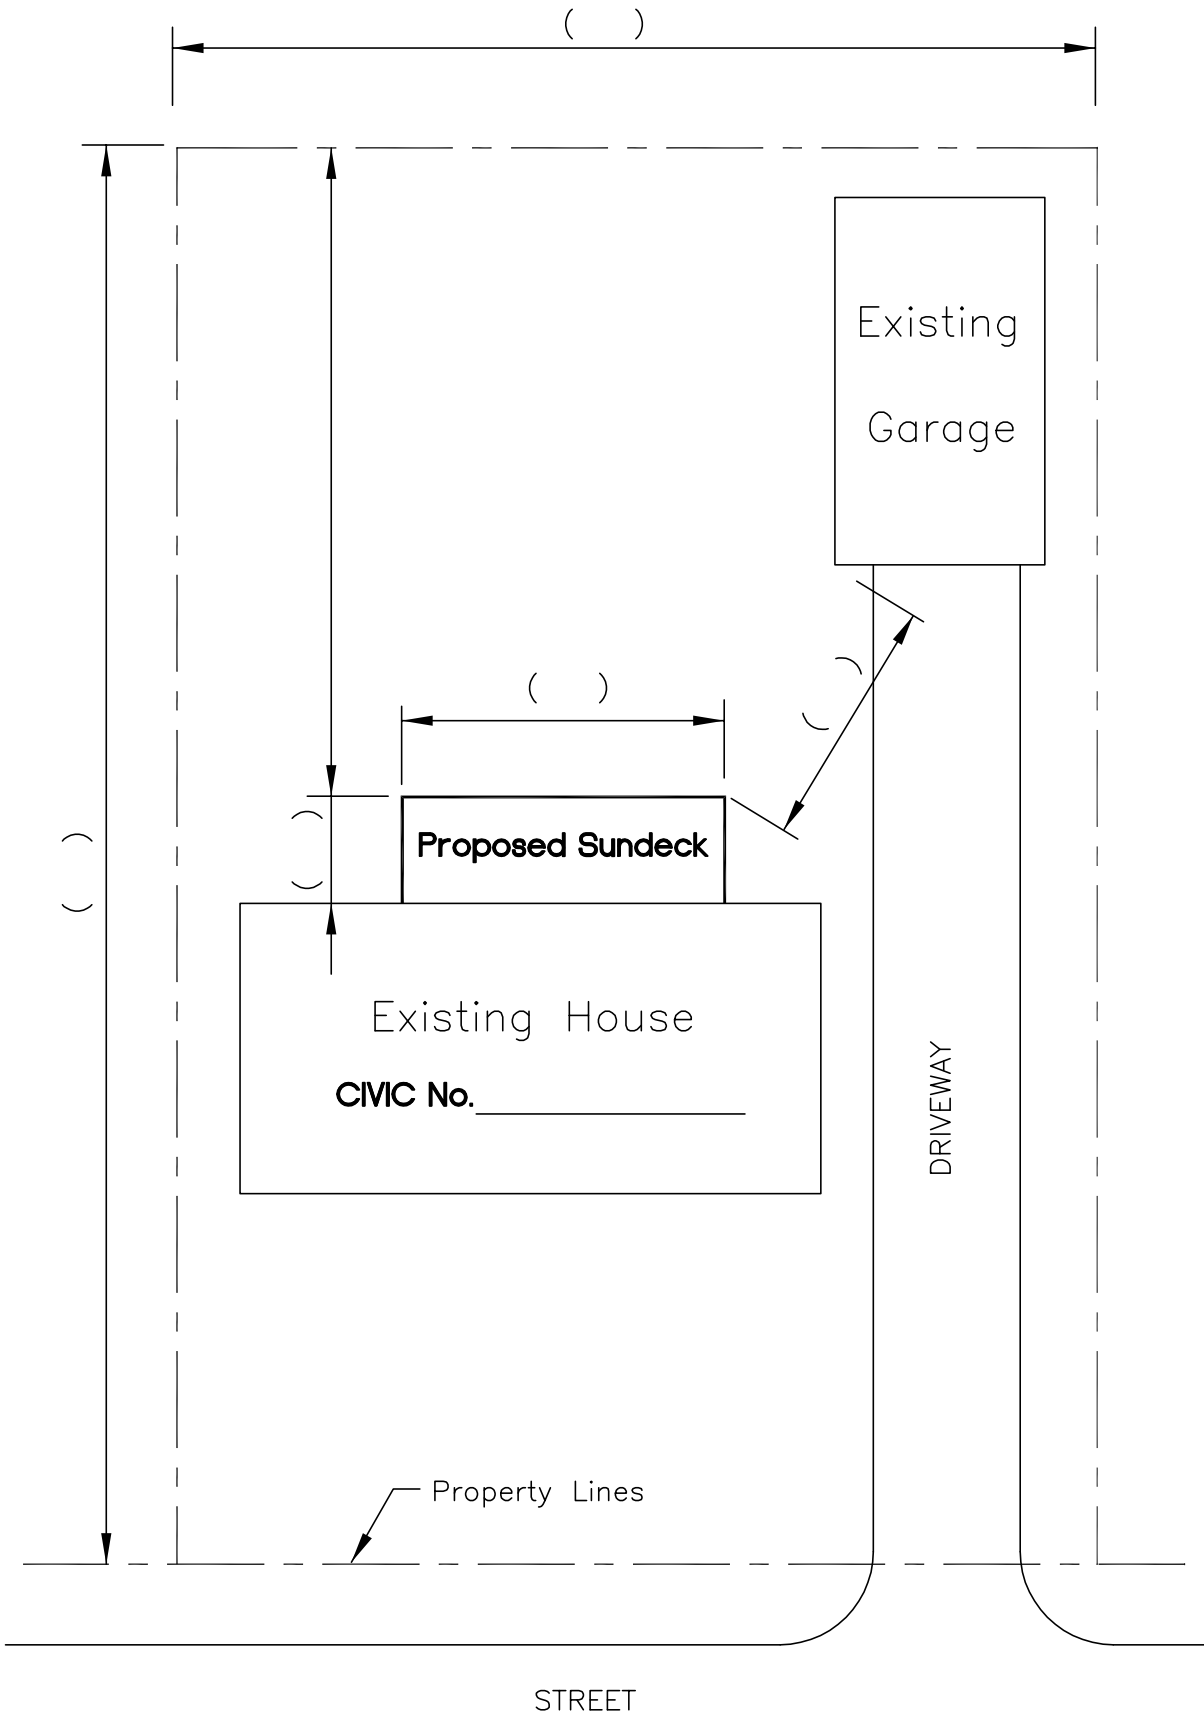 ( )
Existing
Garage
( )
( )
( )
Proposed Sundeck
( )
Existing House
CIVIC No.
DRIVEWAY
Property Lines
STREET